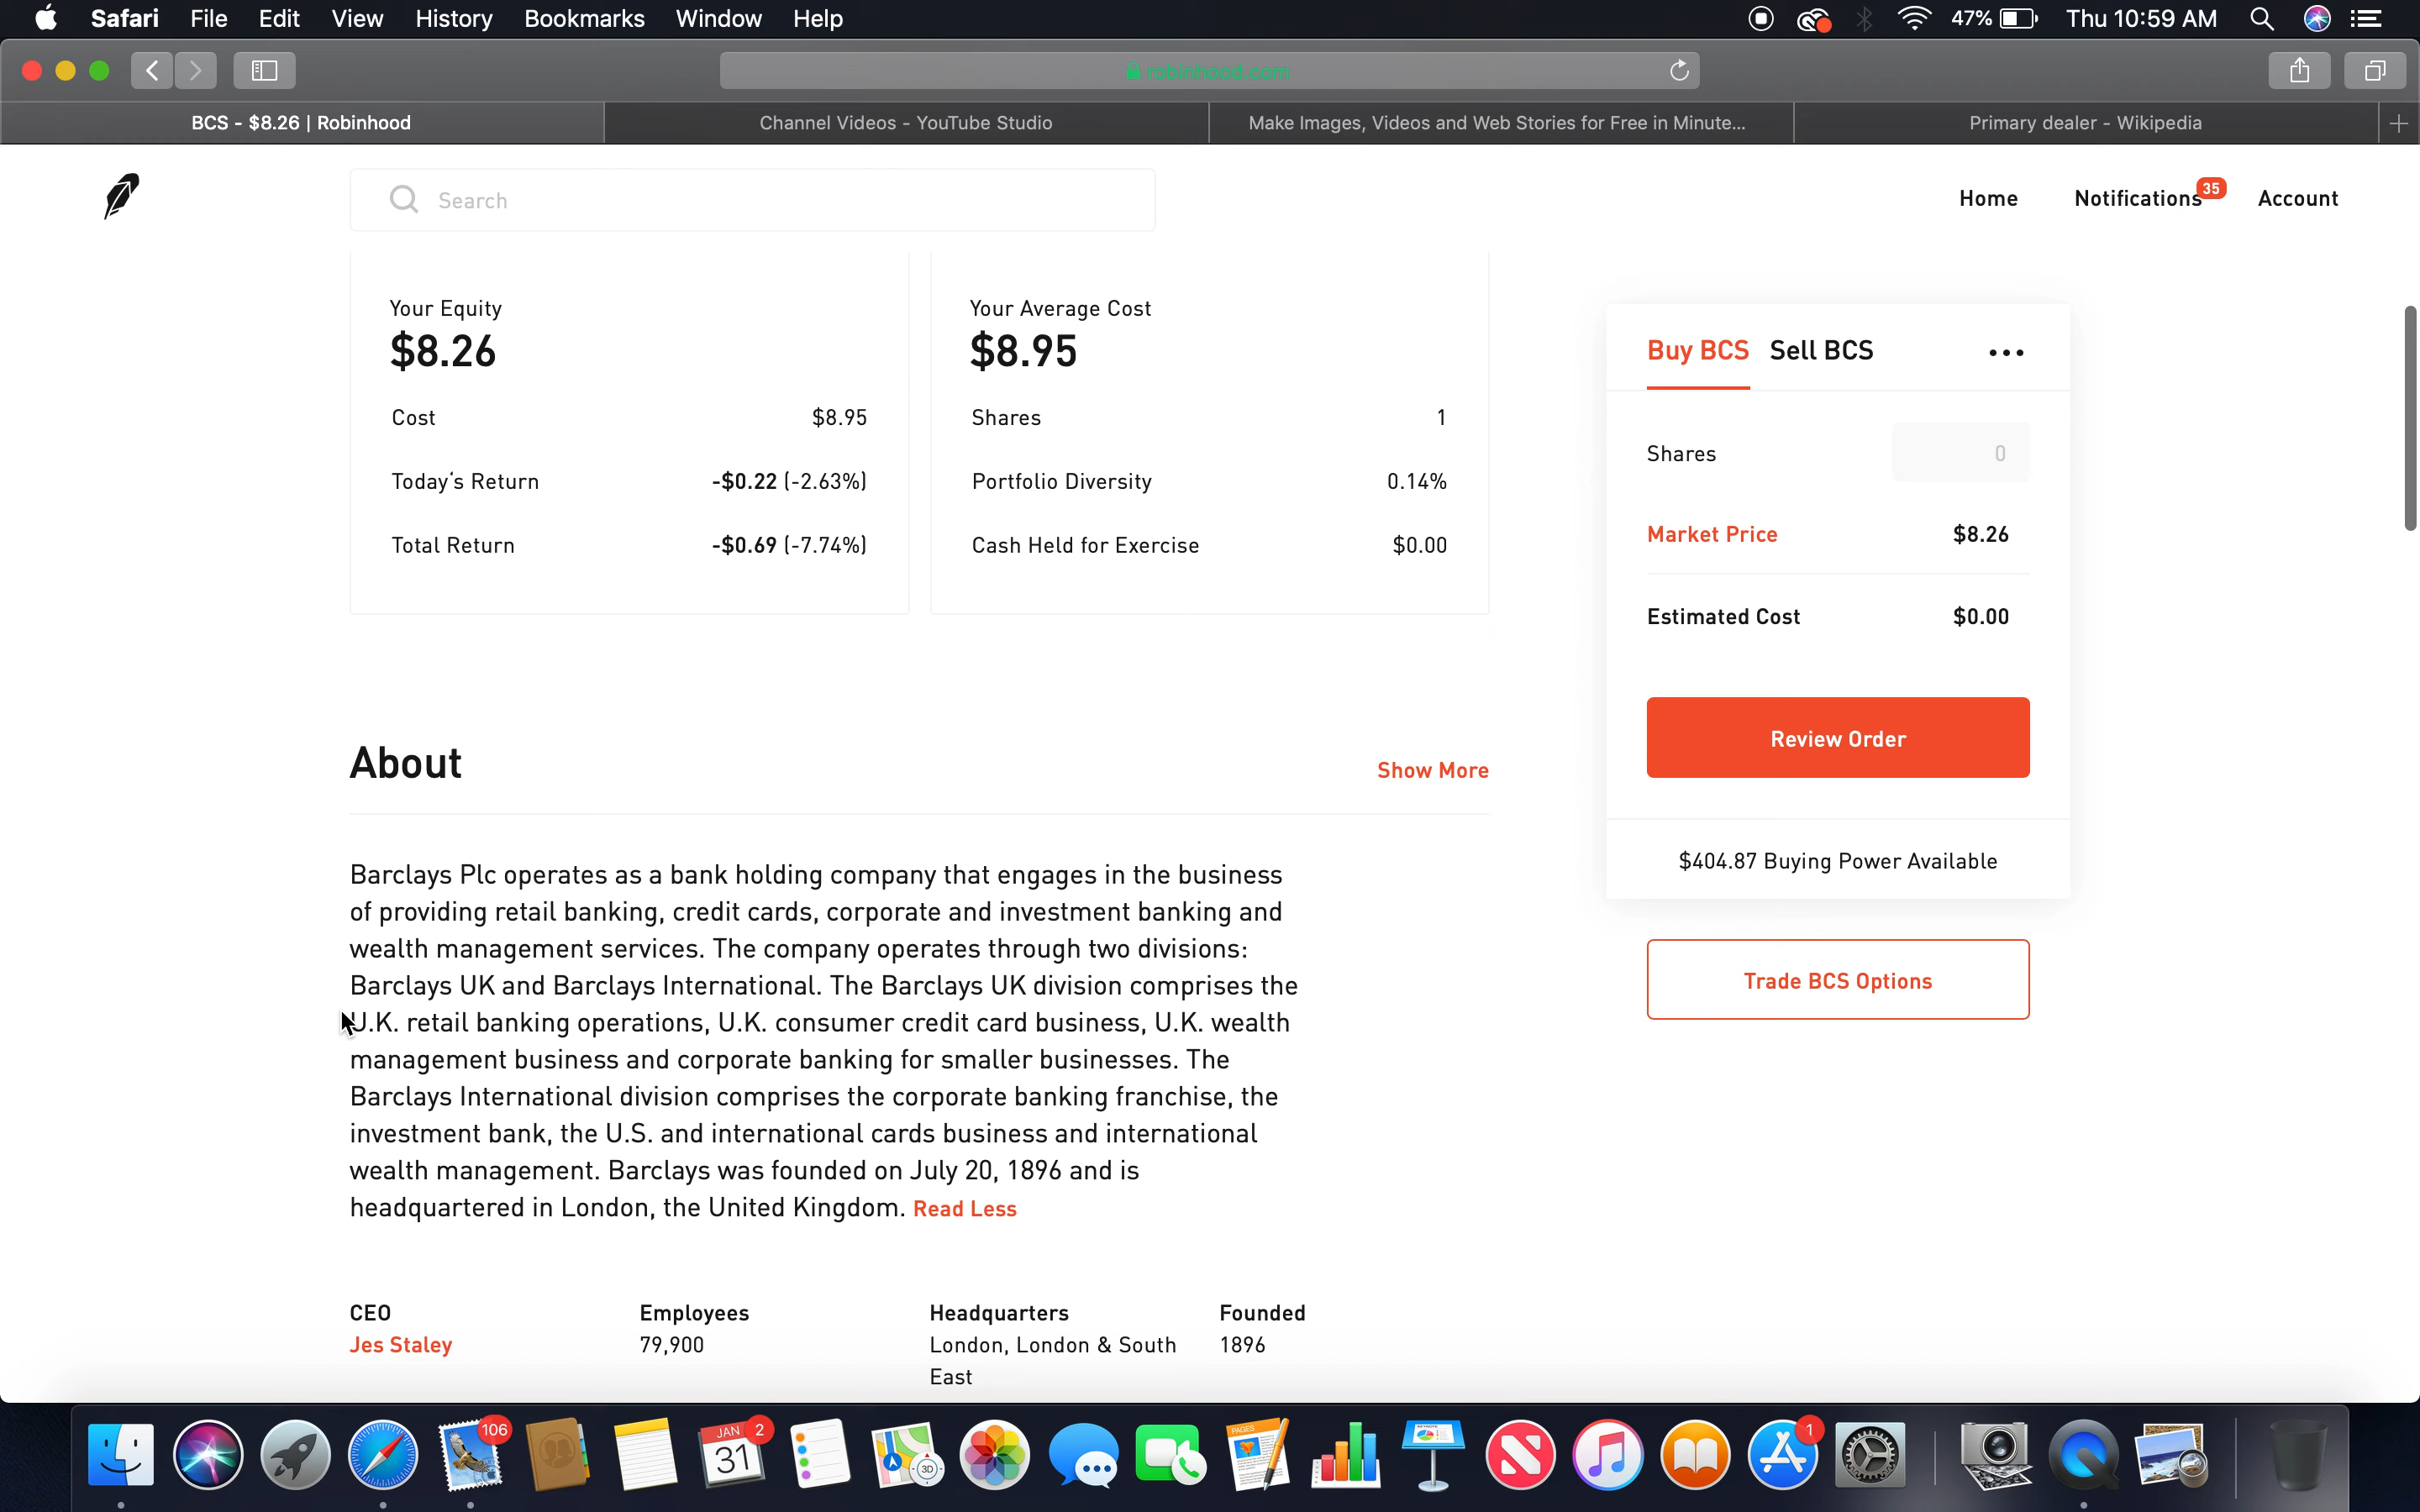 Safari File Edit View History Bookmarks Window Help 47% Thu 10:59 AM
robinhood.com
BCS - $8.26 | Robinhood Channel Videos - YouTube Studio Make Images, Videos and Web Stories for Free in Minute... Primary dealer - Wikipedia
Search Home Notifications 35 Account
Your Equity
$8.26
Cost $8.95
Today's Return -$0.22 (-2.63%)
Total Return -$0.69 (-7.74%)
Your Average Cost
$8.95
Shares 1
Portfolio Diversity 0.14%
Cash Held for Exercise $0.00
Buy BCS Sell BCS
Shares 0
Market Price $8.26
Estimated Cost $0.00
Review Order
$404.87 Buying Power Available
Trade BCS Options
About Show More
Barclays Plc operates as a bank holding company that engages in the business
of providing retail banking, credit cards, corporate and investment banking and
wealth management services. The company operates through two divisions:
Barclays UK and Barclays International. The Barclays UK division comprises the
U.K. retail banking operations, U.K. consumer credit card business, U.K. wealth
management business and corporate banking for smaller businesses. The
Barclays International division comprises the corporate banking franchise, the
investment bank, the U.S. and international cards business and international
wealth management. Barclays was founded on July 20, 1896 and is
headquartered in London, the United Kingdom. Read Less
CEO
Jes Staley
Employees
79,900
Headquarters
London, London & South
East
Founded
1896
106 JAN 31 2 3D PAGES 1